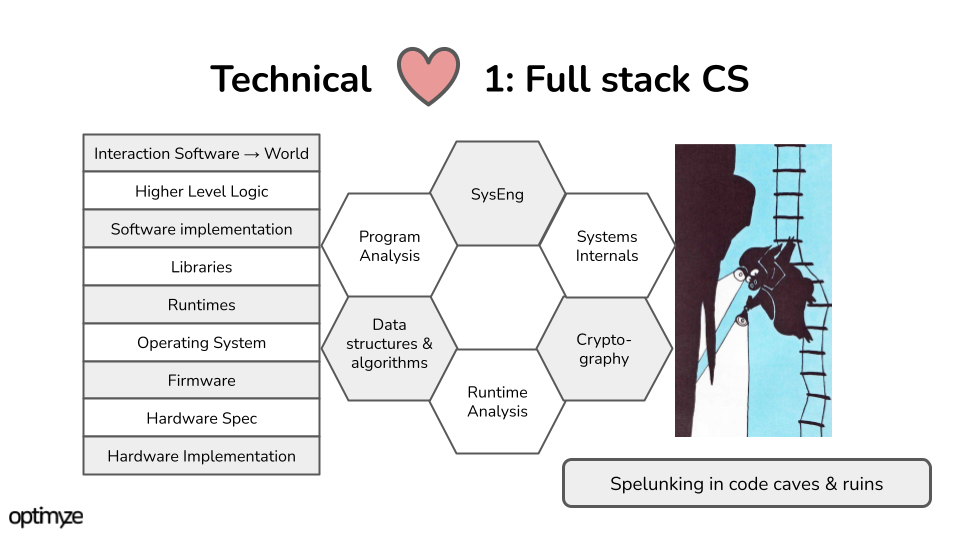 Technical 1: Full stack CS
Interaction Software → World
Higher Level Logic
Software implementation
Libraries
Runtimes
Operating System
Firmware
Hardware Spec
Hardware Implementation
SysEng
Program
Analysis
Systems
Internals
Data
structures &
algorithms
Crypto-
graphy
Runtime
Analysis
Spelunking in code caves & ruins
optimyze